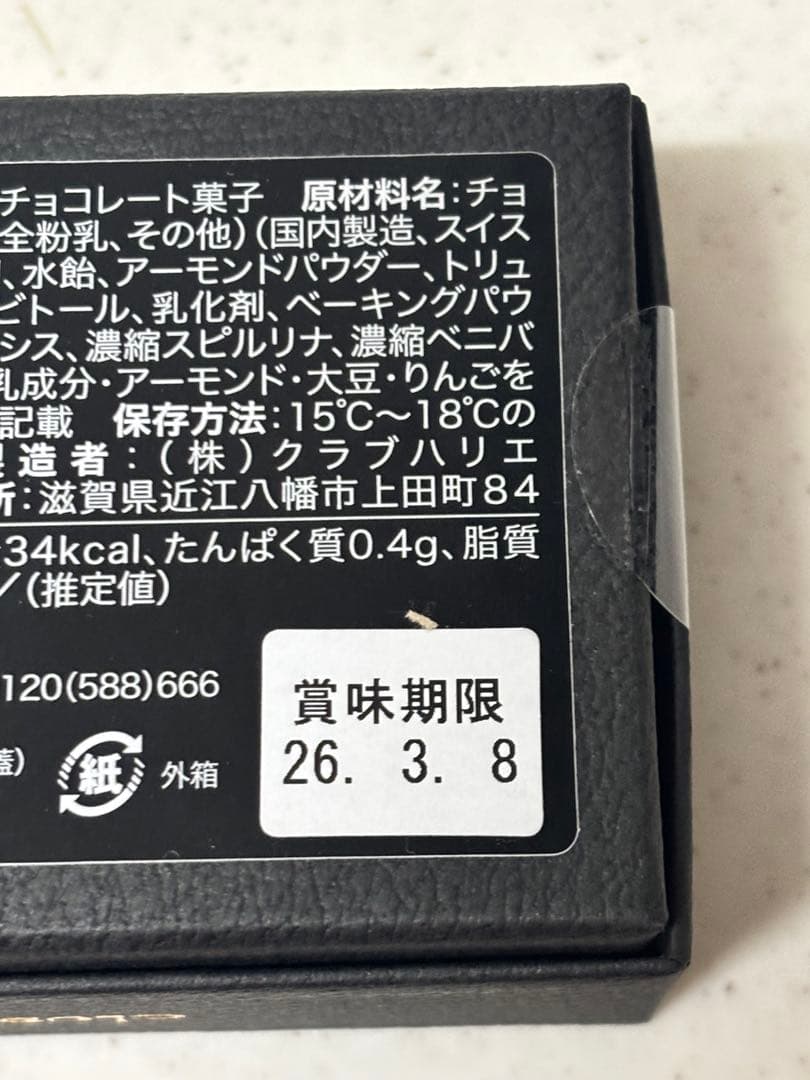 チョコレート菓子 原材料名:チョ
全粉乳、その他)(国内製造、スイス
、水飴、アーモンドパウダー、トリュ
ビトール、乳化剤、ベーキングパウ
シス、濃縮スピルリナ、濃縮ベニバ
乳成分・アーモンド・大豆・りんごを
記載 保存方法:15℃〜18℃の
製造者:(株)クラブハリエ
所:滋賀県近江八幡市上田町84
34kcal、たんぱく質0.4g、脂質
/(推定値)
120(588)666
蓋)
紙 外箱
賞味期限
26. 3. 8